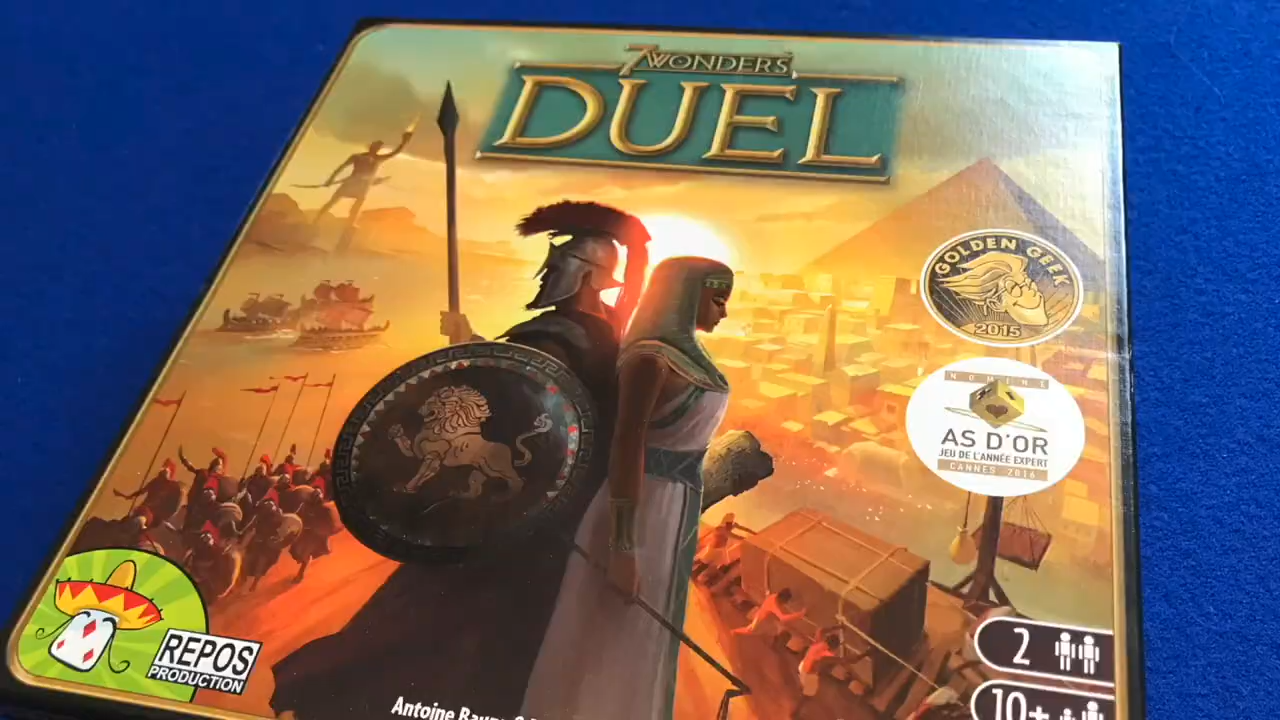 7 WONDERS
DUEL
GOLDEN GEEK
2015
NOMINÉ
AS D'OR
JEU DE L'ANNÉE EXPERT
CANNES 2016
REPOS
PRODUCTION
2
10+
Antoine